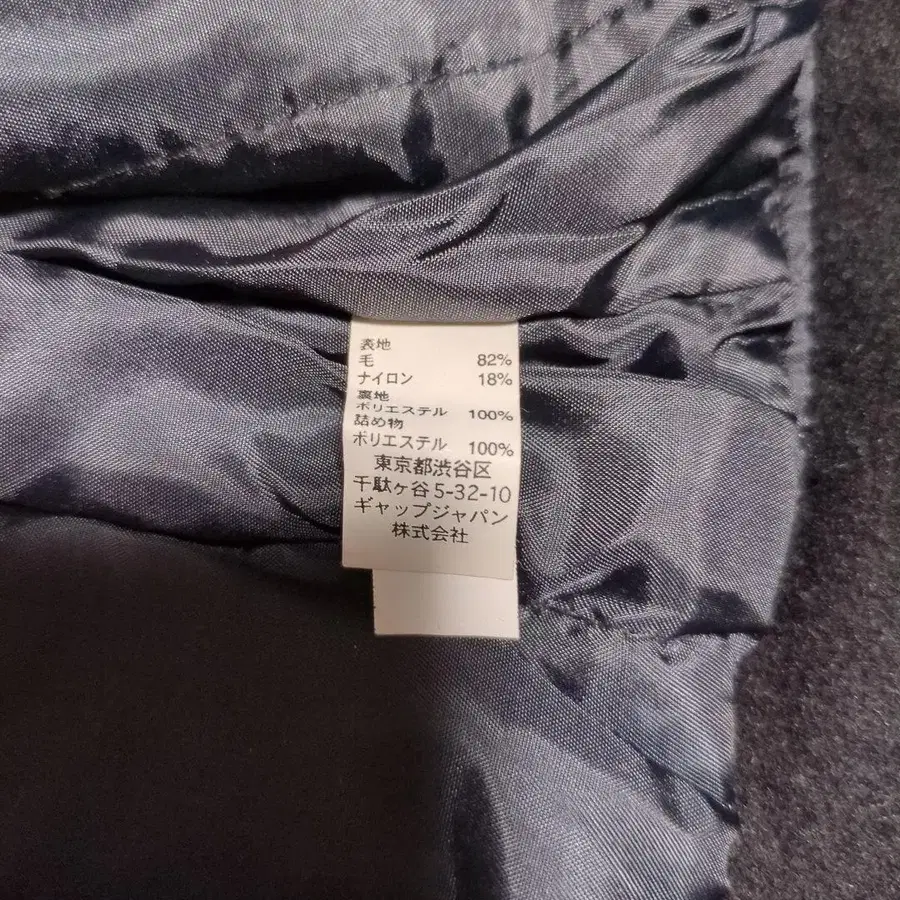 表地
毛 82%
ナイロン 18%
裏地
ポリエステル 100%
詰め物
ポリエステル 100%
東京都渋谷区
千駄ヶ谷5-32-10
ギャップジャパン
株式会社